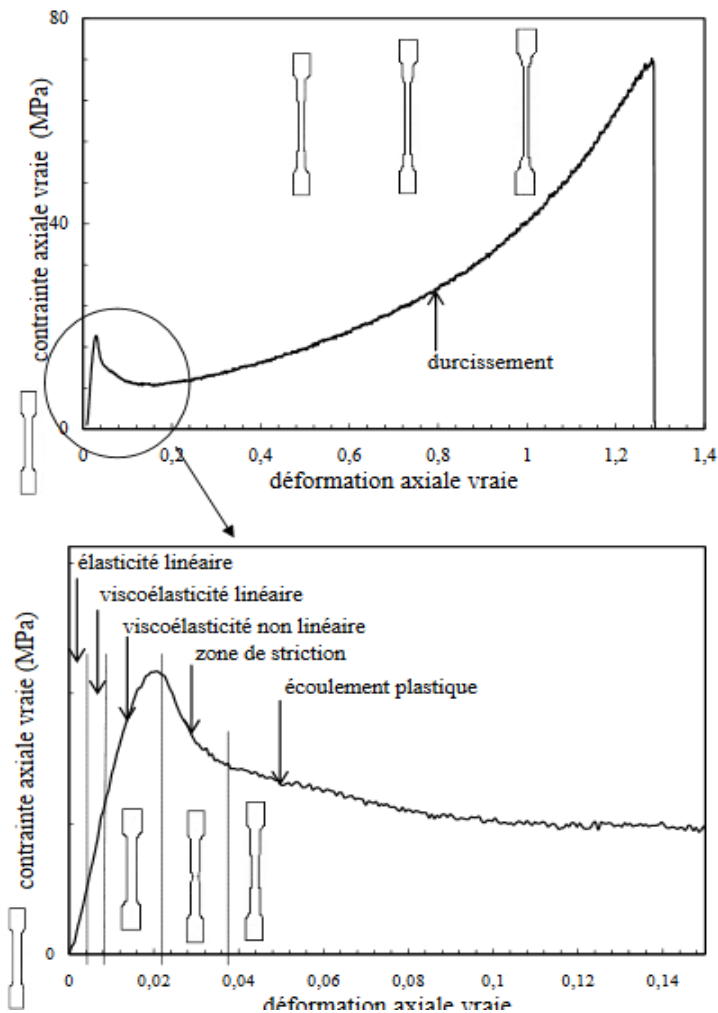 80
contrainte axiale vraie (MPa)
40
durcissement
0
0 0,2 0,4 0,6 0,8 1 1,2 1,4
déformation axiale vraie
élasticité linéaire
viscoélasticité linéaire
viscoélasticité non linéaire
zone de striction
écoulement plastique
contrainte axiale vraie (MPa)
0
0 0,02 0,04 0,06 0,08 0,1 0,12 0,14
déformation axiale vraie